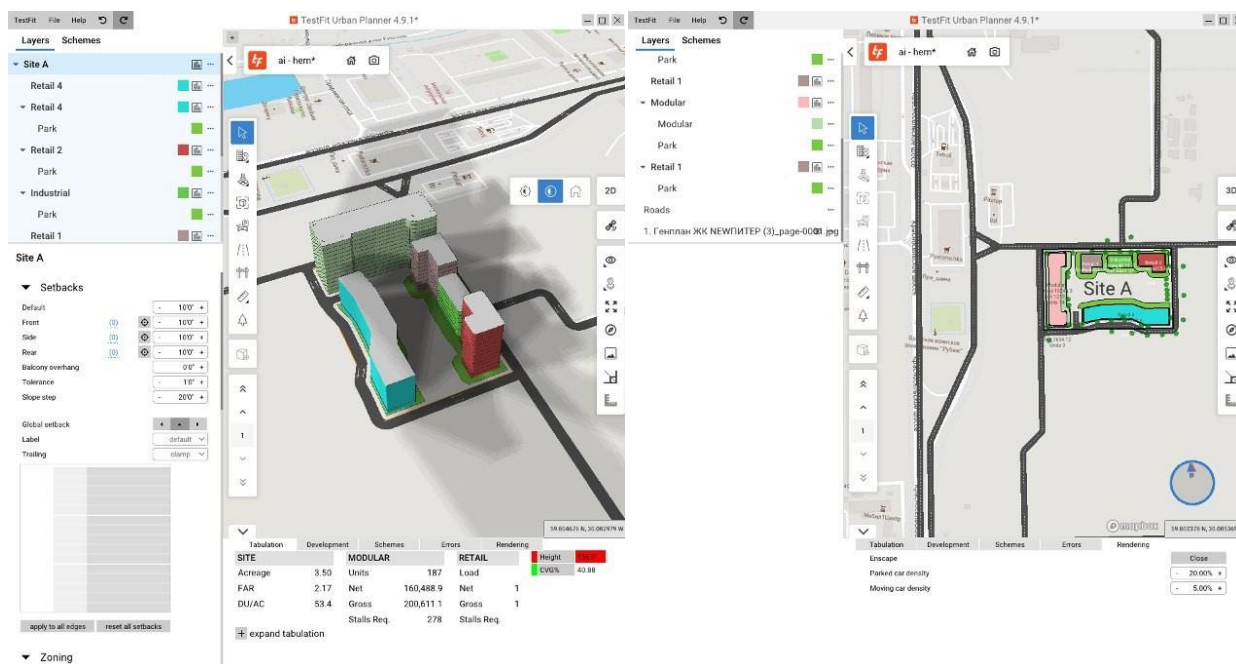 TestFit File Help
TestFit Urban Planner 4.9.1*
Layers Schemes
Site A
Retail 4
Retail 4
Park
Retail 2
Park
Industrial
Park
Retail 1
ai - hem*
2D
Site A
Setbacks
Default - 10'0" +
Front (0) - 10'0" +
Side (0) - 10'0" +
Rear (0) - 10'0" +
Balcony overhang 0'0" +
Tolerance - 1'0" +
Slope step - 20'0" +
Global setback
Label default
Trailing clamp
apply to all edges reset all setbacks
Zoning
1
Tabulation Development Schemes Errors Rendering
SITE MODULAR RETAIL
Acreage 3.50 Units 187 Load
FAR 2.17 Net 160,488.9 Net 1
DU/AC 53.4 Gross 200,611.1 Gross 1
Stalls Req. 278 Stalls Req.
Height
CVG% 40.88
expand tabulation
TestFit File Help
TestFit Urban Planner 4.9.1*
Layers Schemes
Park
Retail 1
Modular
Modular
Park
Retail 1
Park
Roads
1. Генплан ЖК NEWПИТЕР (3)_page-0001.jpg
ai - hem*
3D
Site A
1
mapbox
Tabulation Development Schemes Errors Rendering
Enscape Close
Parked car density - 20.00% +
Moving car density - 5.00% +